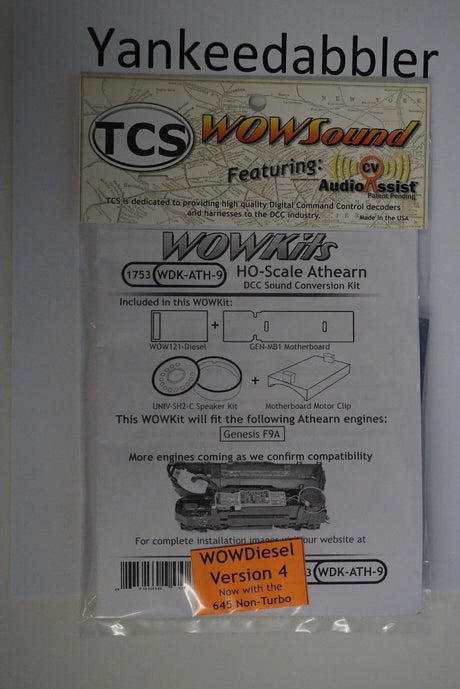 Yankeedabbler
TCS
WOWSound
Featuring:
CV
AudioAssist
Patent Pending
TCS is dedicated to providing high quality Digital Command Control decoders
and harnesses to the DCC industry.
Made in the USA
WOWKits
1753 WDK-ATH-9
HO-Scale Athearn
DCC Sound Conversion Kit
Included in this WOWKit:
WOW121-Diesel
+
GEN-MB1 Motherboard
UNIV-SH2-C Speaker Kit
+
Motherboard Motor Clip
This WOWKit will fit the following Athearn engines:
Genesis F9A
More engines coming as we confirm compatibility
For complete installation images visit our website at
WOWDiesel
Version 4
Now with the
645 Non-Turbo
3 WDK-ATH-9